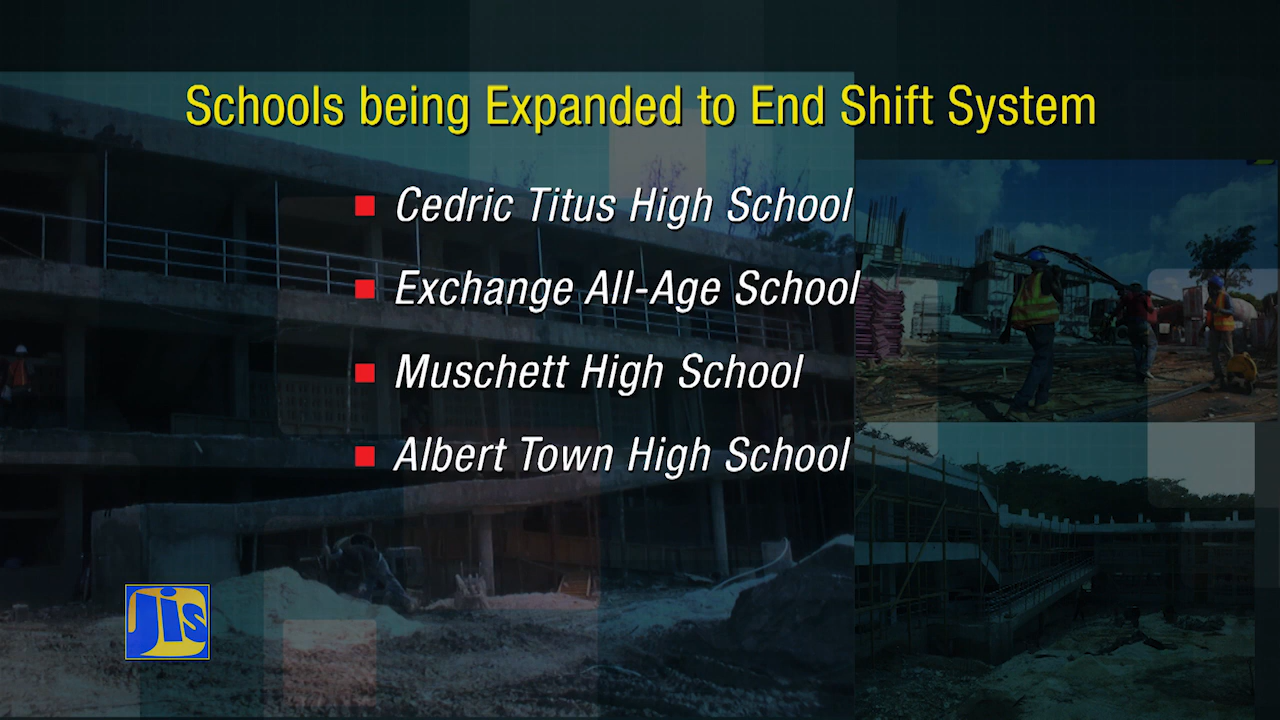 Schools being Expanded to End Shift System
Cedric Titus High School
Exchange All-Age School
Muschett High School
Albert Town High School
Jis